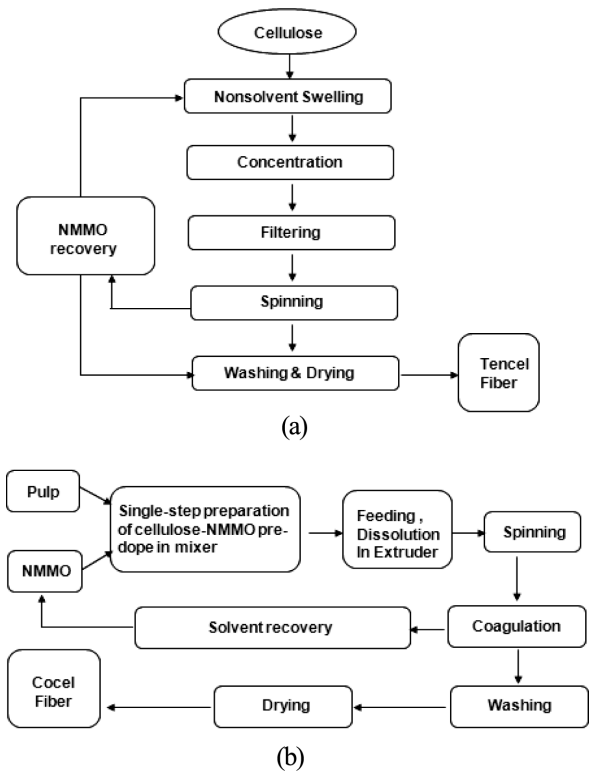 Cellulose
Nonsolvent Swelling
Concentration
NMMO
recovery
Filtering
Spinning
Washing & Drying
Tencel
Fiber
(a)
Pulp
Single-step preparation
of cellulose-NMMO pre-
dope in mixer
Feeding ,
Dissolution
In Extruder
Spinning
NMMO
Solvent recovery
Coagulation
Cocel
Fiber
Drying
Washing
(b)